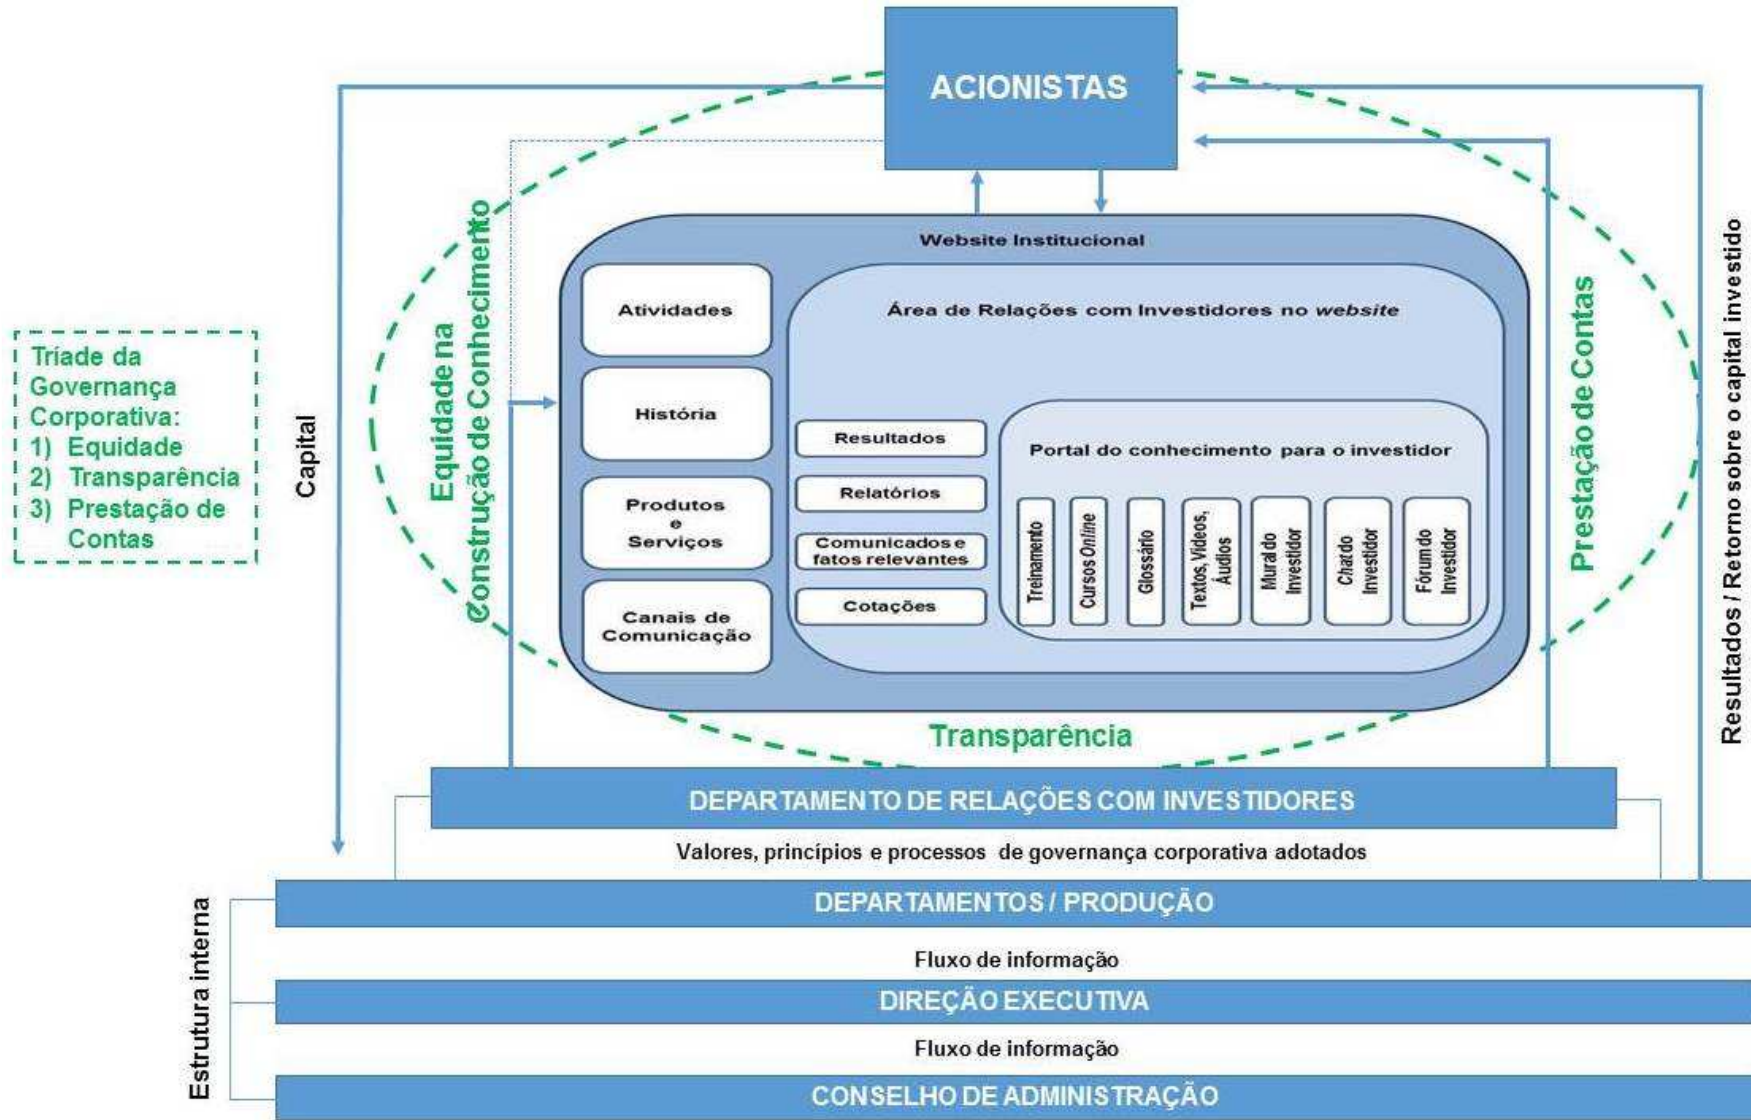 ACIONISTAS
Website Institucional
Atividades
História
Produtos
e
Serviços
Canais de
Comunicação
Área de Relações com Investidores no website
Resultados
Relatórios
Comunicados e
fatos relevantes
Cotações
Portal do conhecimento para o investidor
Treinamento
Cursos Online
Glossário
Textos, Vídeos,
Áudios
Mural do
Investidor
Chat do
Investidor
Fórum do
Investidor
Tríade da
Governança
Corporativa:
1) Equidade
2) Transparência
3) Prestação de
Contas
Capital
Equidade na
Construção de Conhecimento
Prestação de Contas
Resultados / Retorno sobre o capital investido
Transparência
DEPARTAMENTO DE RELAÇÕES COM INVESTIDORES
Valores, princípios e processos de governança corporativa adotados
Estrutura interna
DEPARTAMENTOS / PRODUÇÃO
Fluxo de informação
DIREÇÃO EXECUTIVA
Fluxo de informação
CONSELHO DE ADMINISTRAÇÃO